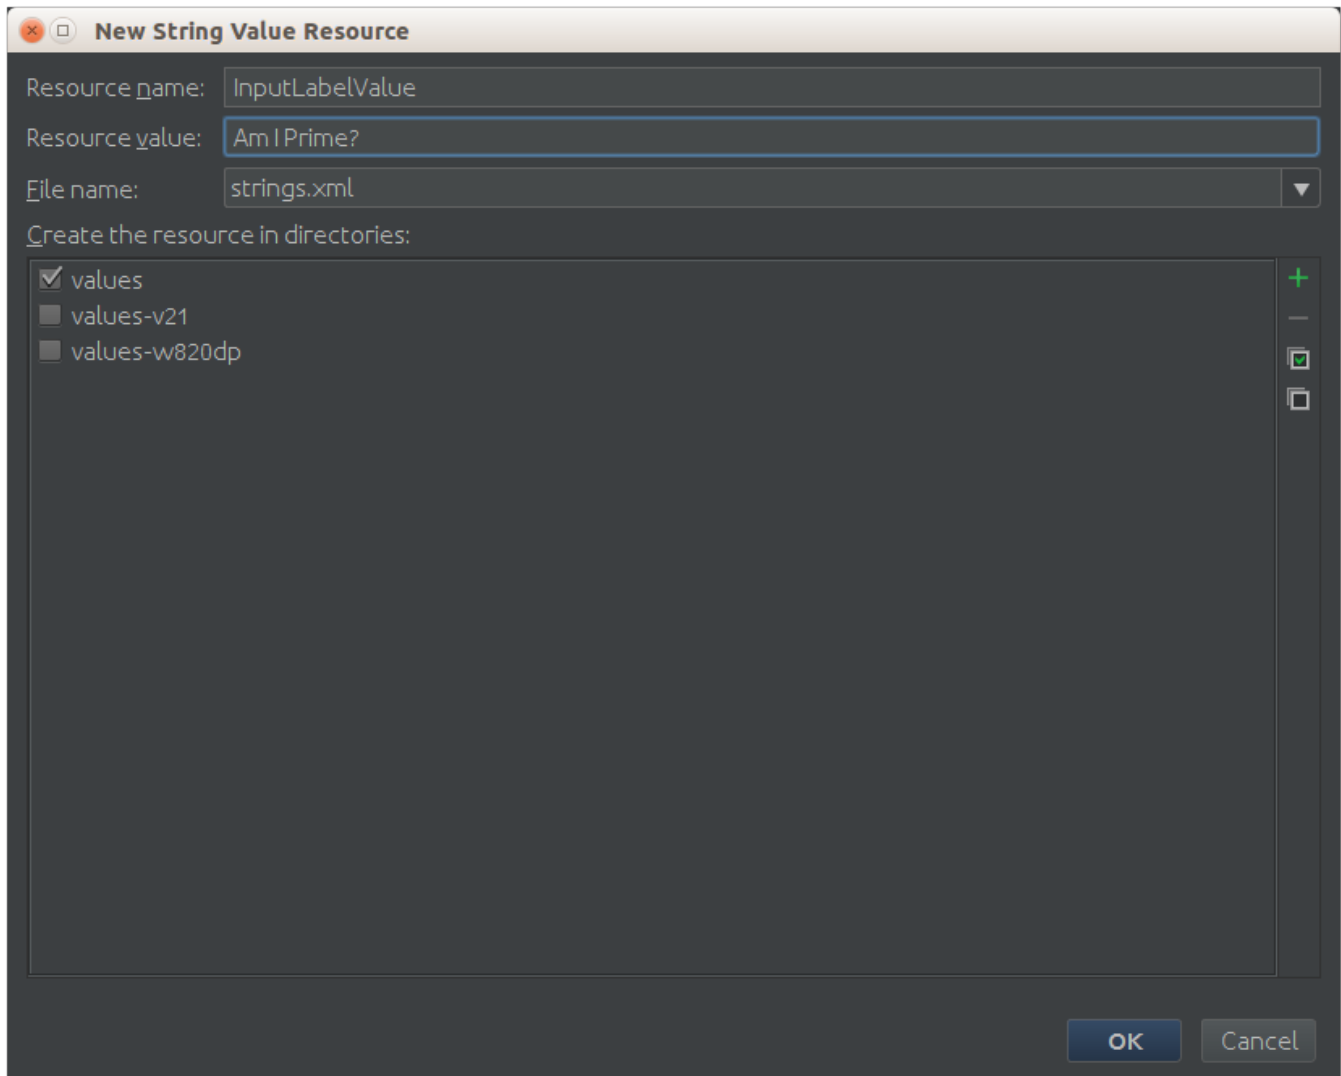 New String Value Resource
Resource name: InputLabelValue
Resource value: Am I Prime?
File name: strings.xml
Create the resource in directories:
values
values-v21
values-w820dp
OK Cancel